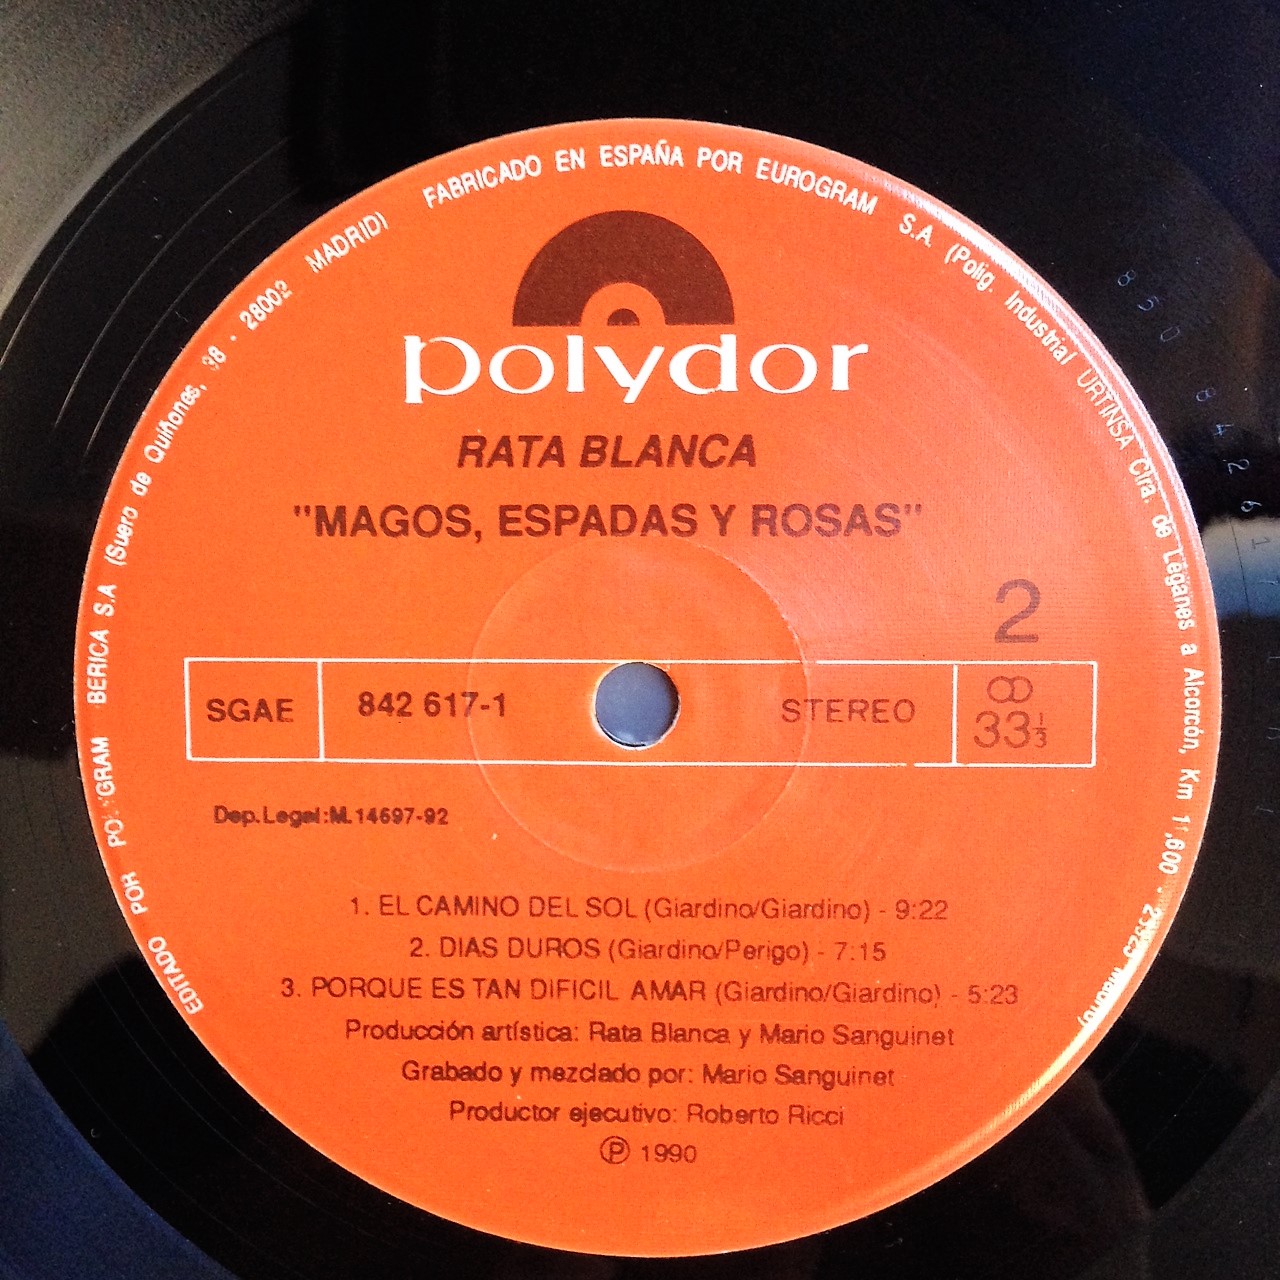 FABRICADO EN ESPAÑA POR EUROGRAM S.A. (Polig. Industrial URTINSA Ctra. de Léganes a Alcorcón, Km
EDITADO POR BERICA S.A (Suero de Quiñones, 38 - 28002 MADRID)
polydor
RATA BLANCA
"MAGOS, ESPADAS Y ROSAS"
2
SGAE 842 617-1 STEREO 33⅓
Dep.Legal:M.14697-92
1. EL CAMINO DEL SOL (Giardino/Giardino) - 9:22
2. DIAS DUROS (Giardino/Perigo) - 7:15
3. PORQUE ES TAN DIFICIL AMAR (Giardino/Giardino) - 5:23
Producción artística: Rata Blanca y Mario Sanguinet
Grabado y mezclado por: Mario Sanguinet
Productor ejecutivo: Roberto Ricci
℗ 1990
850 8426